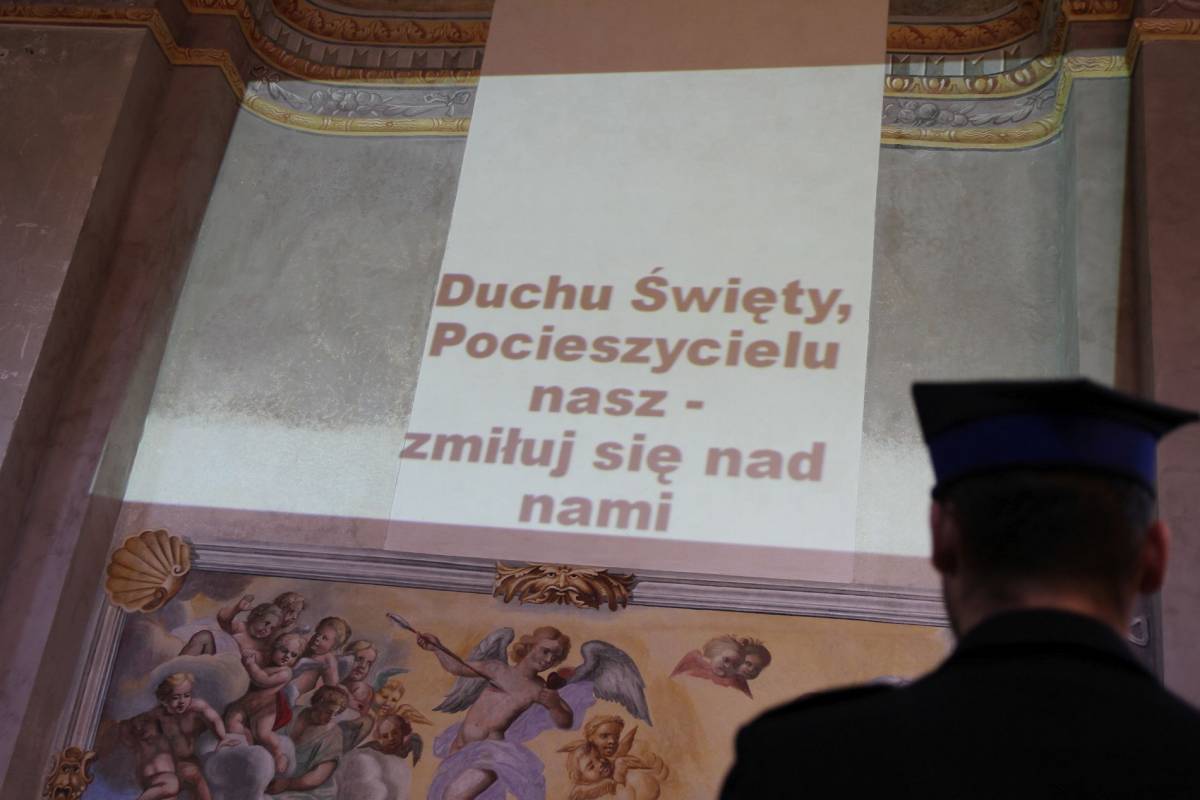 Duchu Święty,
Pocieszycielu
nasz -
zmiłuj się nad
nami